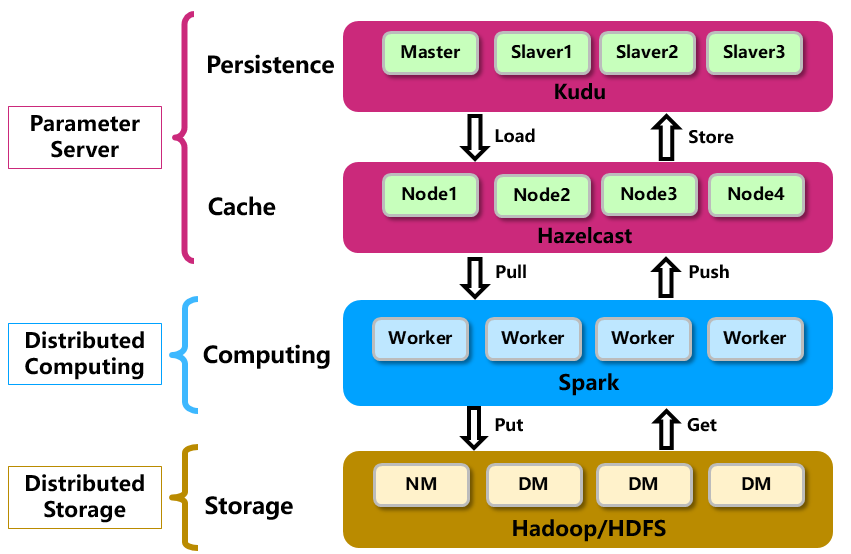 Persistence
Master
Slaver1
Slaver2
Slaver3
Kudu
Parameter
Server
Load
Store
Cache
Node1
Node2
Node3
Node4
Hazelcast
Pull
Push
Distributed
Computing
Computing
Worker
Worker
Worker
Worker
Spark
Put
Get
Distributed
Storage
Storage
NM
DM
DM
DM
Hadoop/HDFS